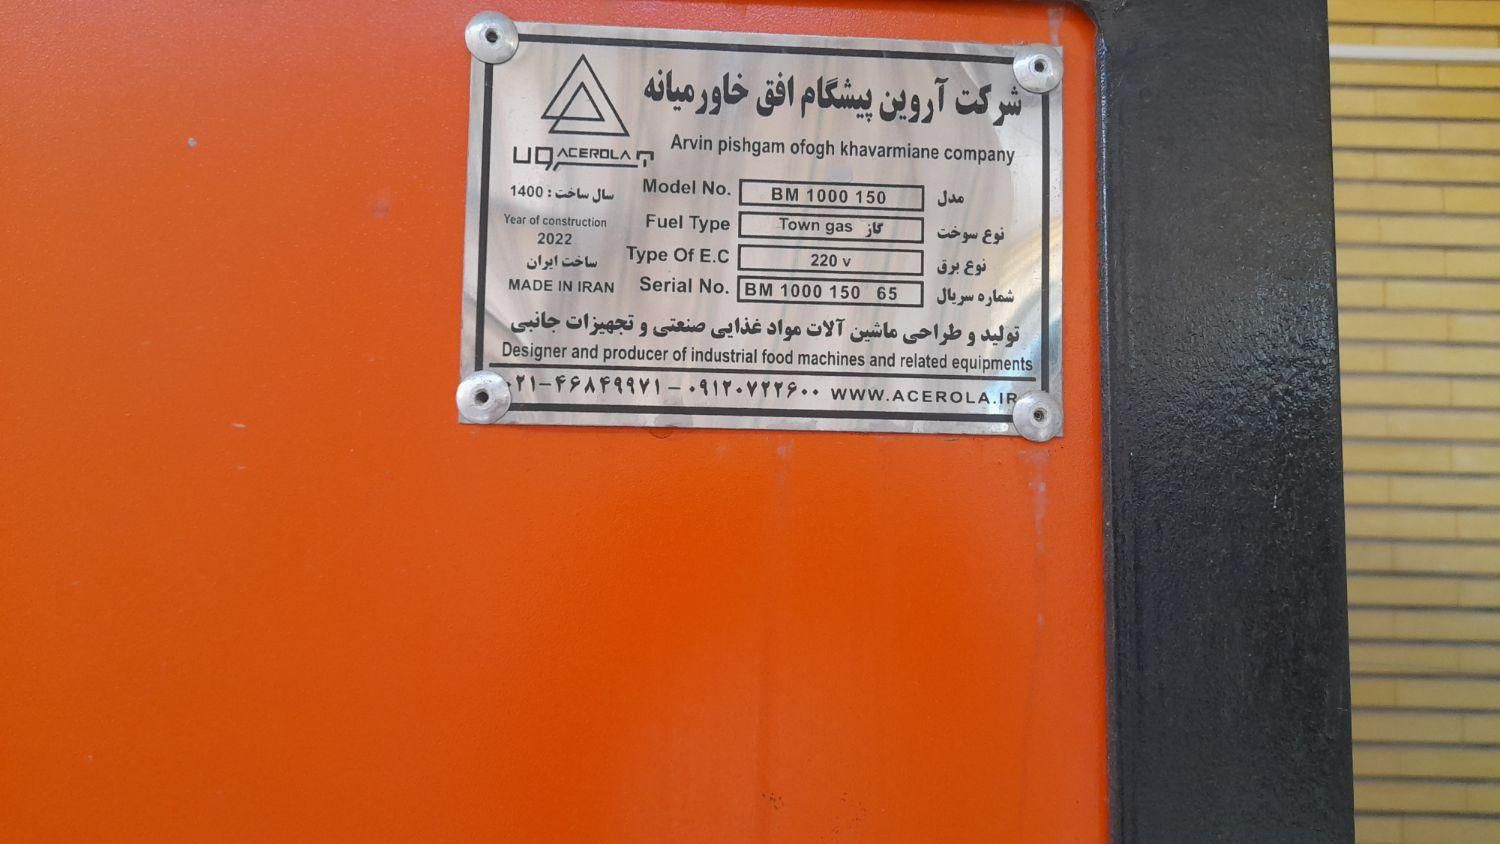 شرکت آروین پیشگام افق خاورمیانه
Arvin pishgam ofogh khavarmiane company
ACEROLA
سال ساخت : 1400
Year of construction
2022
ساخت ایران
MADE IN IRAN
Model No. BM 1000 150 مدل
Fuel Type Town gas گاز نوع سوخت
Type Of E.C 220 v نوع برق
Serial No. BM 1000 150 65 شماره سریال
تولید و طراحی ماشین آلات مواد غذایی صنعتی و تجهیزات جانبی
Designer and producer of industrial food machines and related equipments
۰۲۱-۴۶۸۴۹۹۷۱ - ۰۹۱۲۰۷۲۲۶۰۰ WWW.ACEROLA.IR